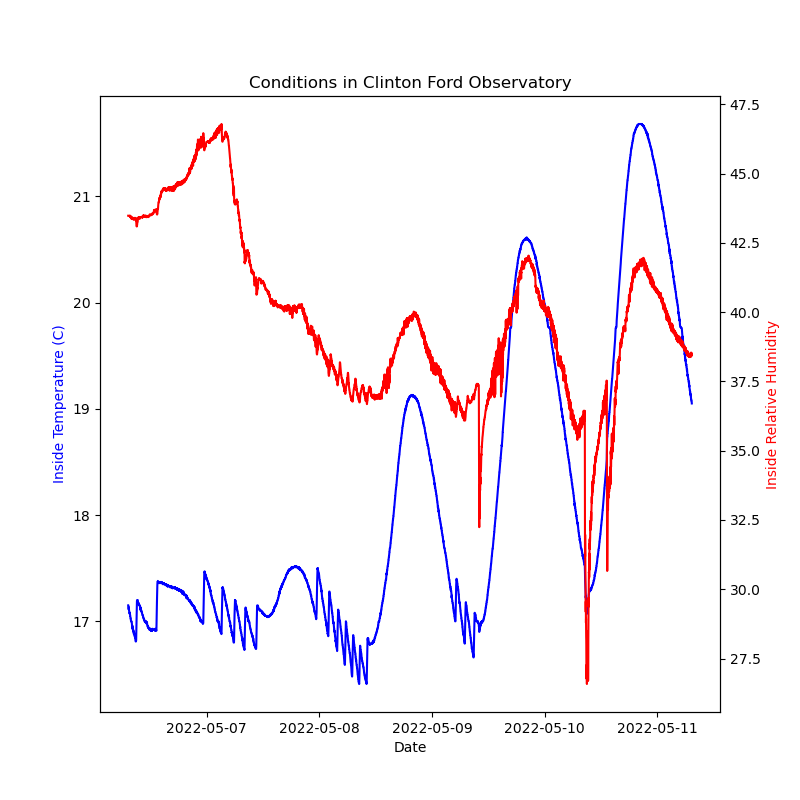 Conditions in Clinton Ford Observatory
Inside Temperature (C)
21
20
19
18
17
47.5
45.0
42.5
40.0
37.5
35.0
32.5
30.0
27.5
Inside Relative Humidity
2022-05-07 2022-05-08 2022-05-09 2022-05-10 2022-05-11
Date